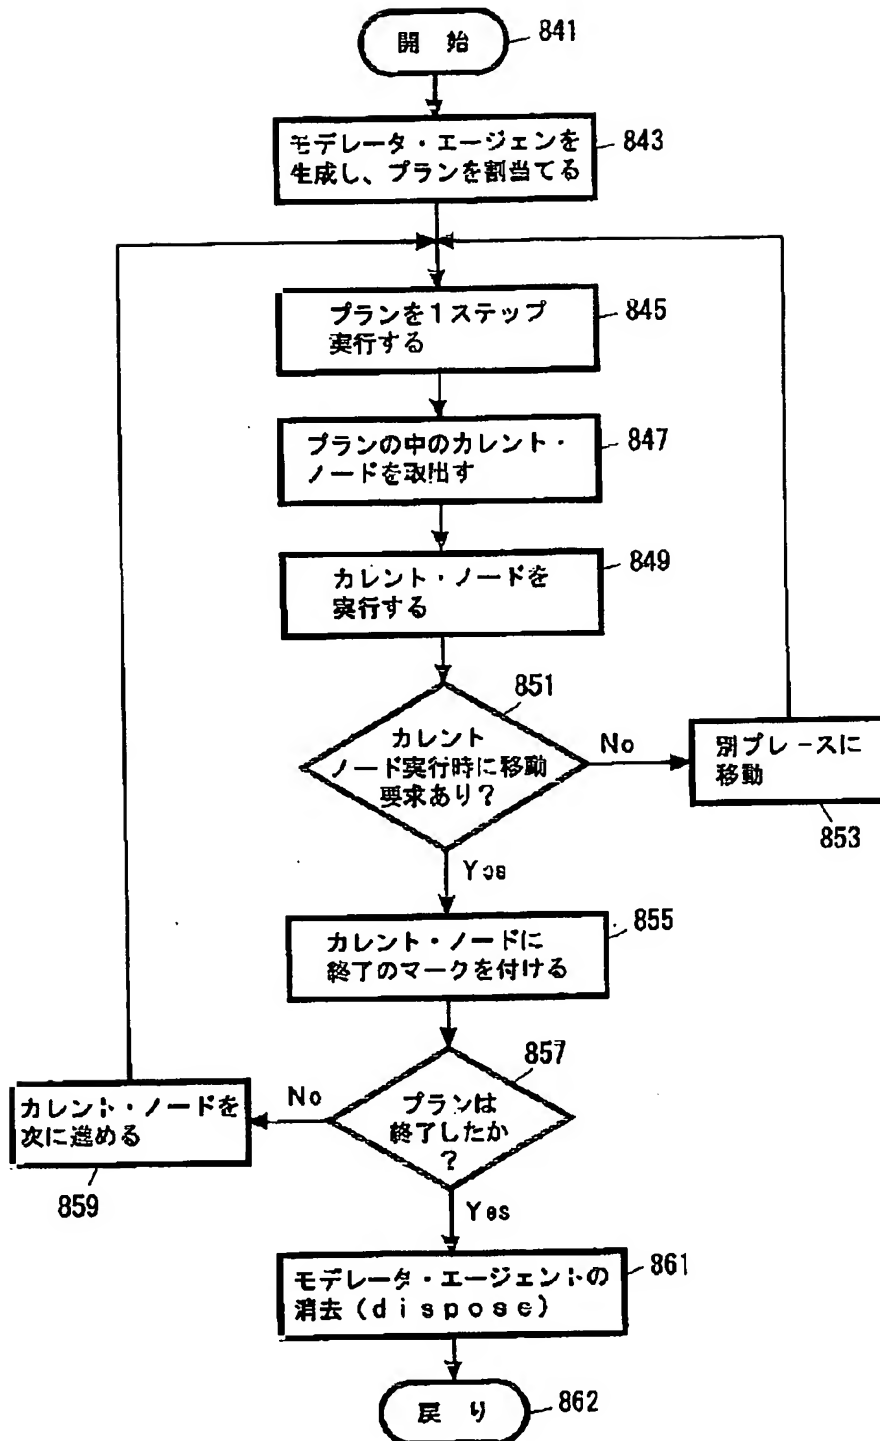 開 始
841
モデレータ・エージェンを
生成し、プランを割当てる
843
プランを1ステップ
実行する
845
プランの中のカレント・
ノードを取出す
847
カレント・ノードを
実行する
849
851
カレント
ノード実行時に移動
要求あり?
No
別プレースに
移動
853
Yes
カレント・ノードに
終了のマークを付ける
855
857
プランは
終了したか
?
No
カレント・ノードを
次に進める
859
Yes
モデレータ・エージェントの
消去(dispose)
861
戻 り
862